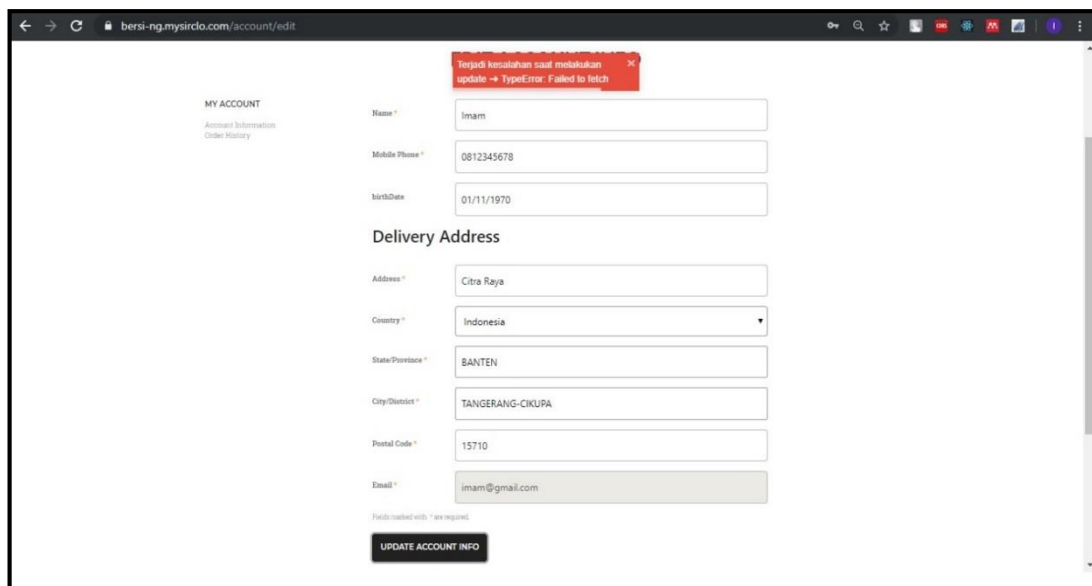 bersi-ng.mysirclo.com/account/edit
Terjadi kesalahan saat melakukan
update → TypeError: Failed to fetch
MY ACCOUNT
Account Information
Order History
Name *
Imam
Mobile Phone *
0812345678
birthDate
01/11/1970
Delivery Address
Address *
Citra Raya
Country *
Indonesia
State/Province *
BANTEN
City/District *
TANGERANG-CIKUPA
Postal Code *
15710
Email *
imam@gmail.com
Fields marked with * are required.
UPDATE ACCOUNT INFO